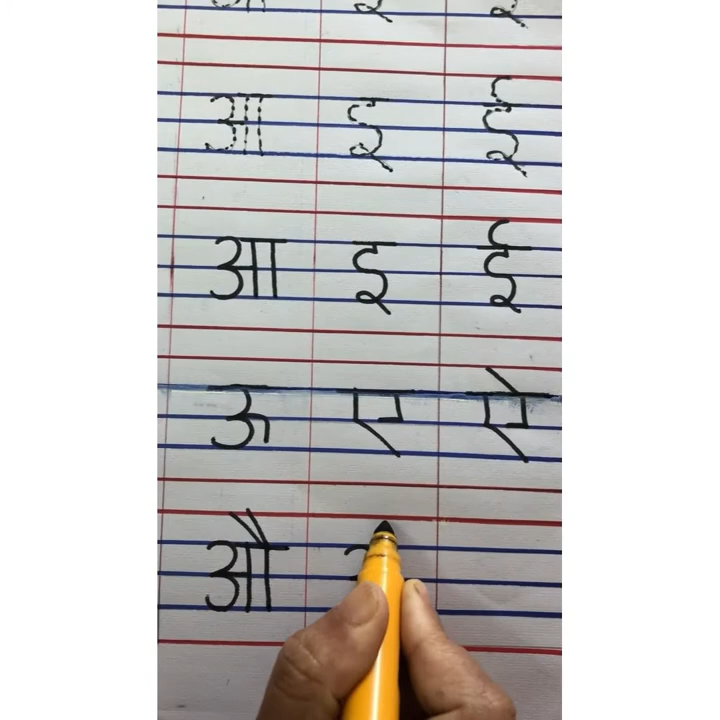 आ इ ई
आ इ ई
ऊ ए ऐ
औ